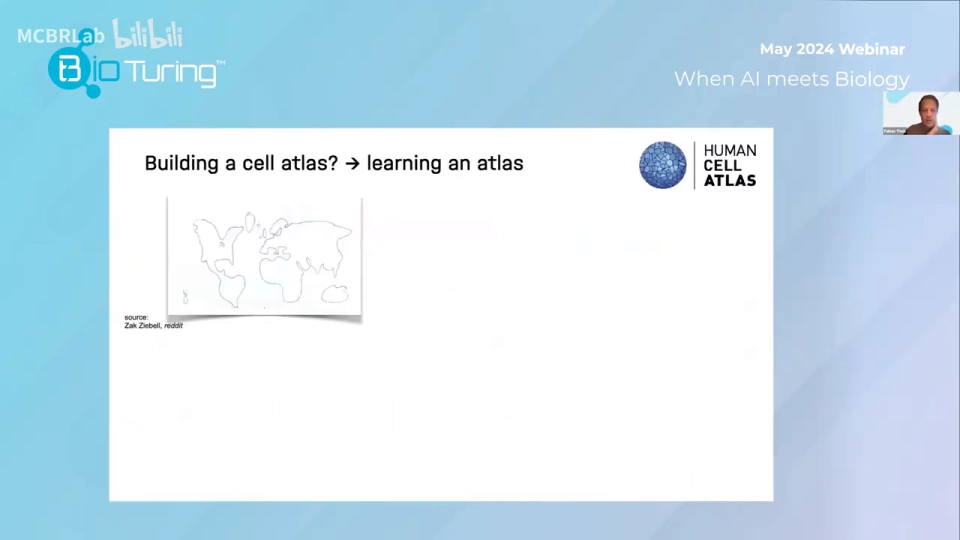 MCBRLab bilibili
BioTuring™
May 2024 Webinar
When AI meets Biology
Building a cell atlas? → learning an atlas
HUMAN
CELL
ATLAS
source:
Zak Ziebell, reddit